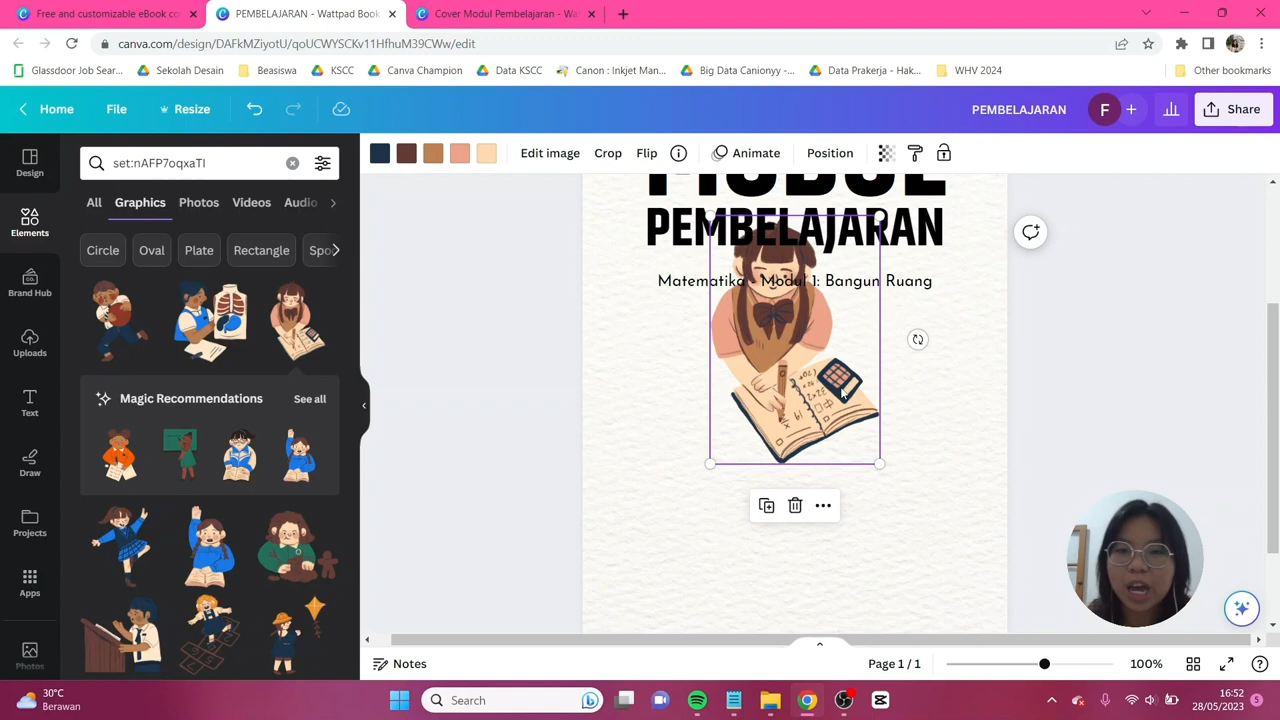 Free and customizable eBook co
PEMBELAJARAN - Wattpad Book
Cover Modul Pembelajaran - Wat
canva.com/design/DAFkMZiyotU/qoUCWYSCKv11HfhuM39CWw/edit
Glassdoor Job Sear...
Sekolah Desain
Beasiswa
KSCC
Canva Champion
Data KSCC
Canon : Inkjet Man...
Big Data Canionyy -...
Data Prakerja - Hak...
WHV 2024
Other bookmarks
Home
File
Resize
PEMBELAJARAN
F
Share
Design
Elements
Brand Hub
Uploads
Text
Draw
Projects
Apps
Photos
set:nAFP7oqxaTI
All
Graphics
Photos
Videos
Audio
Circle
Oval
Plate
Rectangle
Spo
Magic Recommendations
See all
Edit image
Crop
Flip
Animate
Position
MODUL
PEMBELAJARAN
Matematika - Modul 1: Bangun Ruang
Notes
Page 1 / 1
100%
30°C
Berawan
Search
16:52
28/05/2023
5